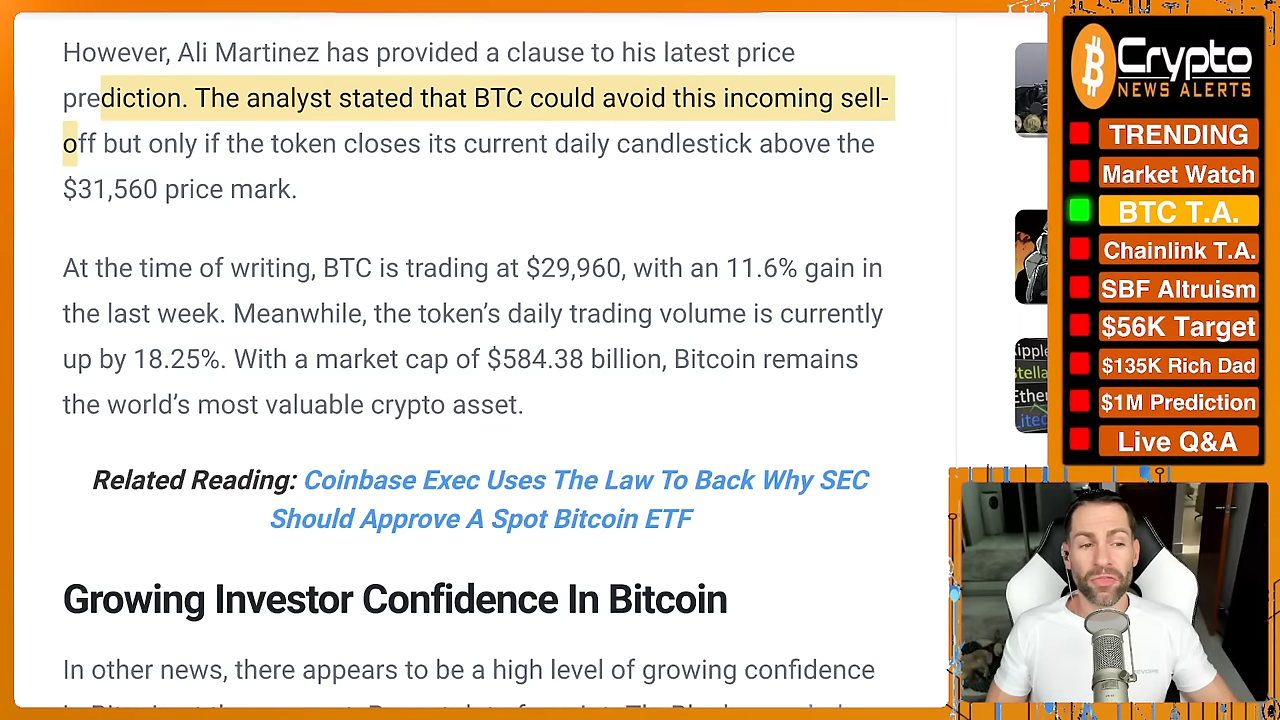 However, Ali Martinez has provided a clause to his latest price
prediction. The analyst stated that BTC could avoid this incoming sell-
off but only if the token closes its current daily candlestick above the
$31,560 price mark.
At the time of writing, BTC is trading at $29,960, with an 11.6% gain in
the last week. Meanwhile, the token’s daily trading volume is currently
up by 18.25%. With a market cap of $584.38 billion, Bitcoin remains
the world’s most valuable crypto asset.
Related Reading: Coinbase Exec Uses The Law To Back Why SEC
Should Approve A Spot Bitcoin ETF
Growing Investor Confidence In Bitcoin
In other news, there appears to be a high level of growing confidence
Crypto
NEWS ALERTS
TRENDING
Market Watch
BTC T.A.
Chainlink T.A.
SBF Altruism
$56K Target
$135K Rich Dad
$1M Prediction
Live Q&A